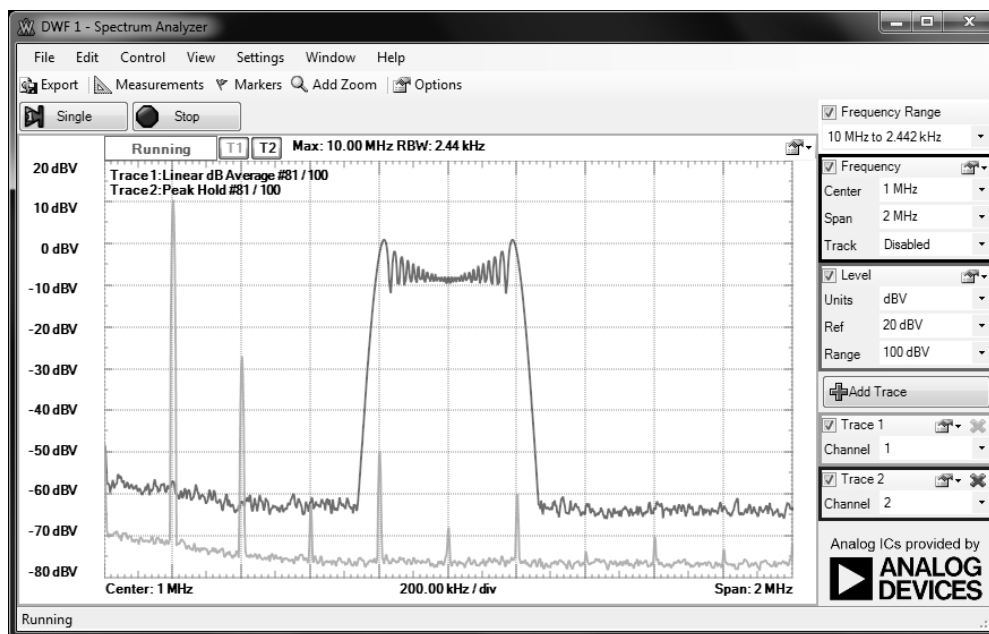 DWF 1 - Spectrum Analyzer
File Edit Control View Settings Window Help
Export Measurements Markers Add Zoom Options
Single Stop
Running T1 T2 Max: 10.00 MHz RBW: 2.44 kHz
Trace1:Linear dB Average #81 / 100
Trace2:Peak Hold #81 / 100
20 dBV
10 dBV
0 dBV
-10 dBV
-20 dBV
-30 dBV
-40 dBV
-50 dBV
-60 dBV
-70 dBV
-80 dBV
Center: 1 MHz 200.00 kHz / div Span: 2 MHz
Frequency Range
10 MHz to 2.442 kHz
Frequency
Center 1 MHz
Span 2 MHz
Track Disabled
Level
Units dBV
Ref 20 dBV
Range 100 dBV
Add Trace
Trace 1
Channel 1
Trace 2
Channel 2
Analog ICs provided by
ANALOG
DEVICES
Running